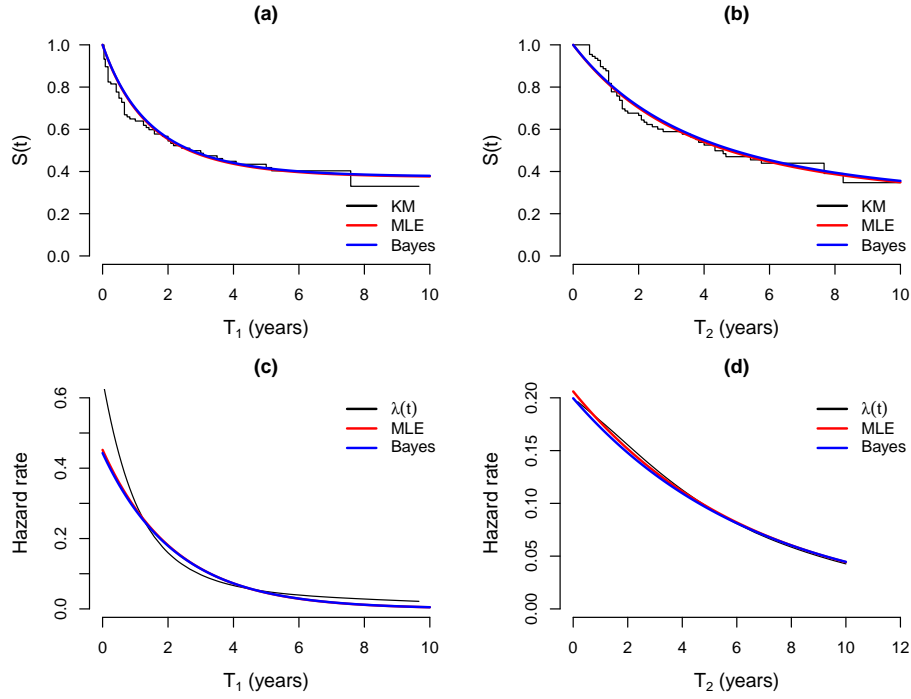 (a)
S(t)
1.0
0.8
0.6
0.4
0.2
0.0
KM
MLE
Bayes
0 2 4 6 8 10
T1 (years)
(b)
S(t)
1.0
0.8
0.6
0.4
0.2
0.0
KM
MLE
Bayes
0 2 4 6 8 10 12
T2 (years)
(c)
Hazard rate
0.6
0.4
0.2
0.0
λ(t)
MLE
Bayes
0 2 4 6 8 10
T1 (years)
(d)
Hazard rate
0.20
0.15
0.10
0.05
0.00
λ(t)
MLE
Bayes
0 2 4 6 8 10 12
T2 (years)